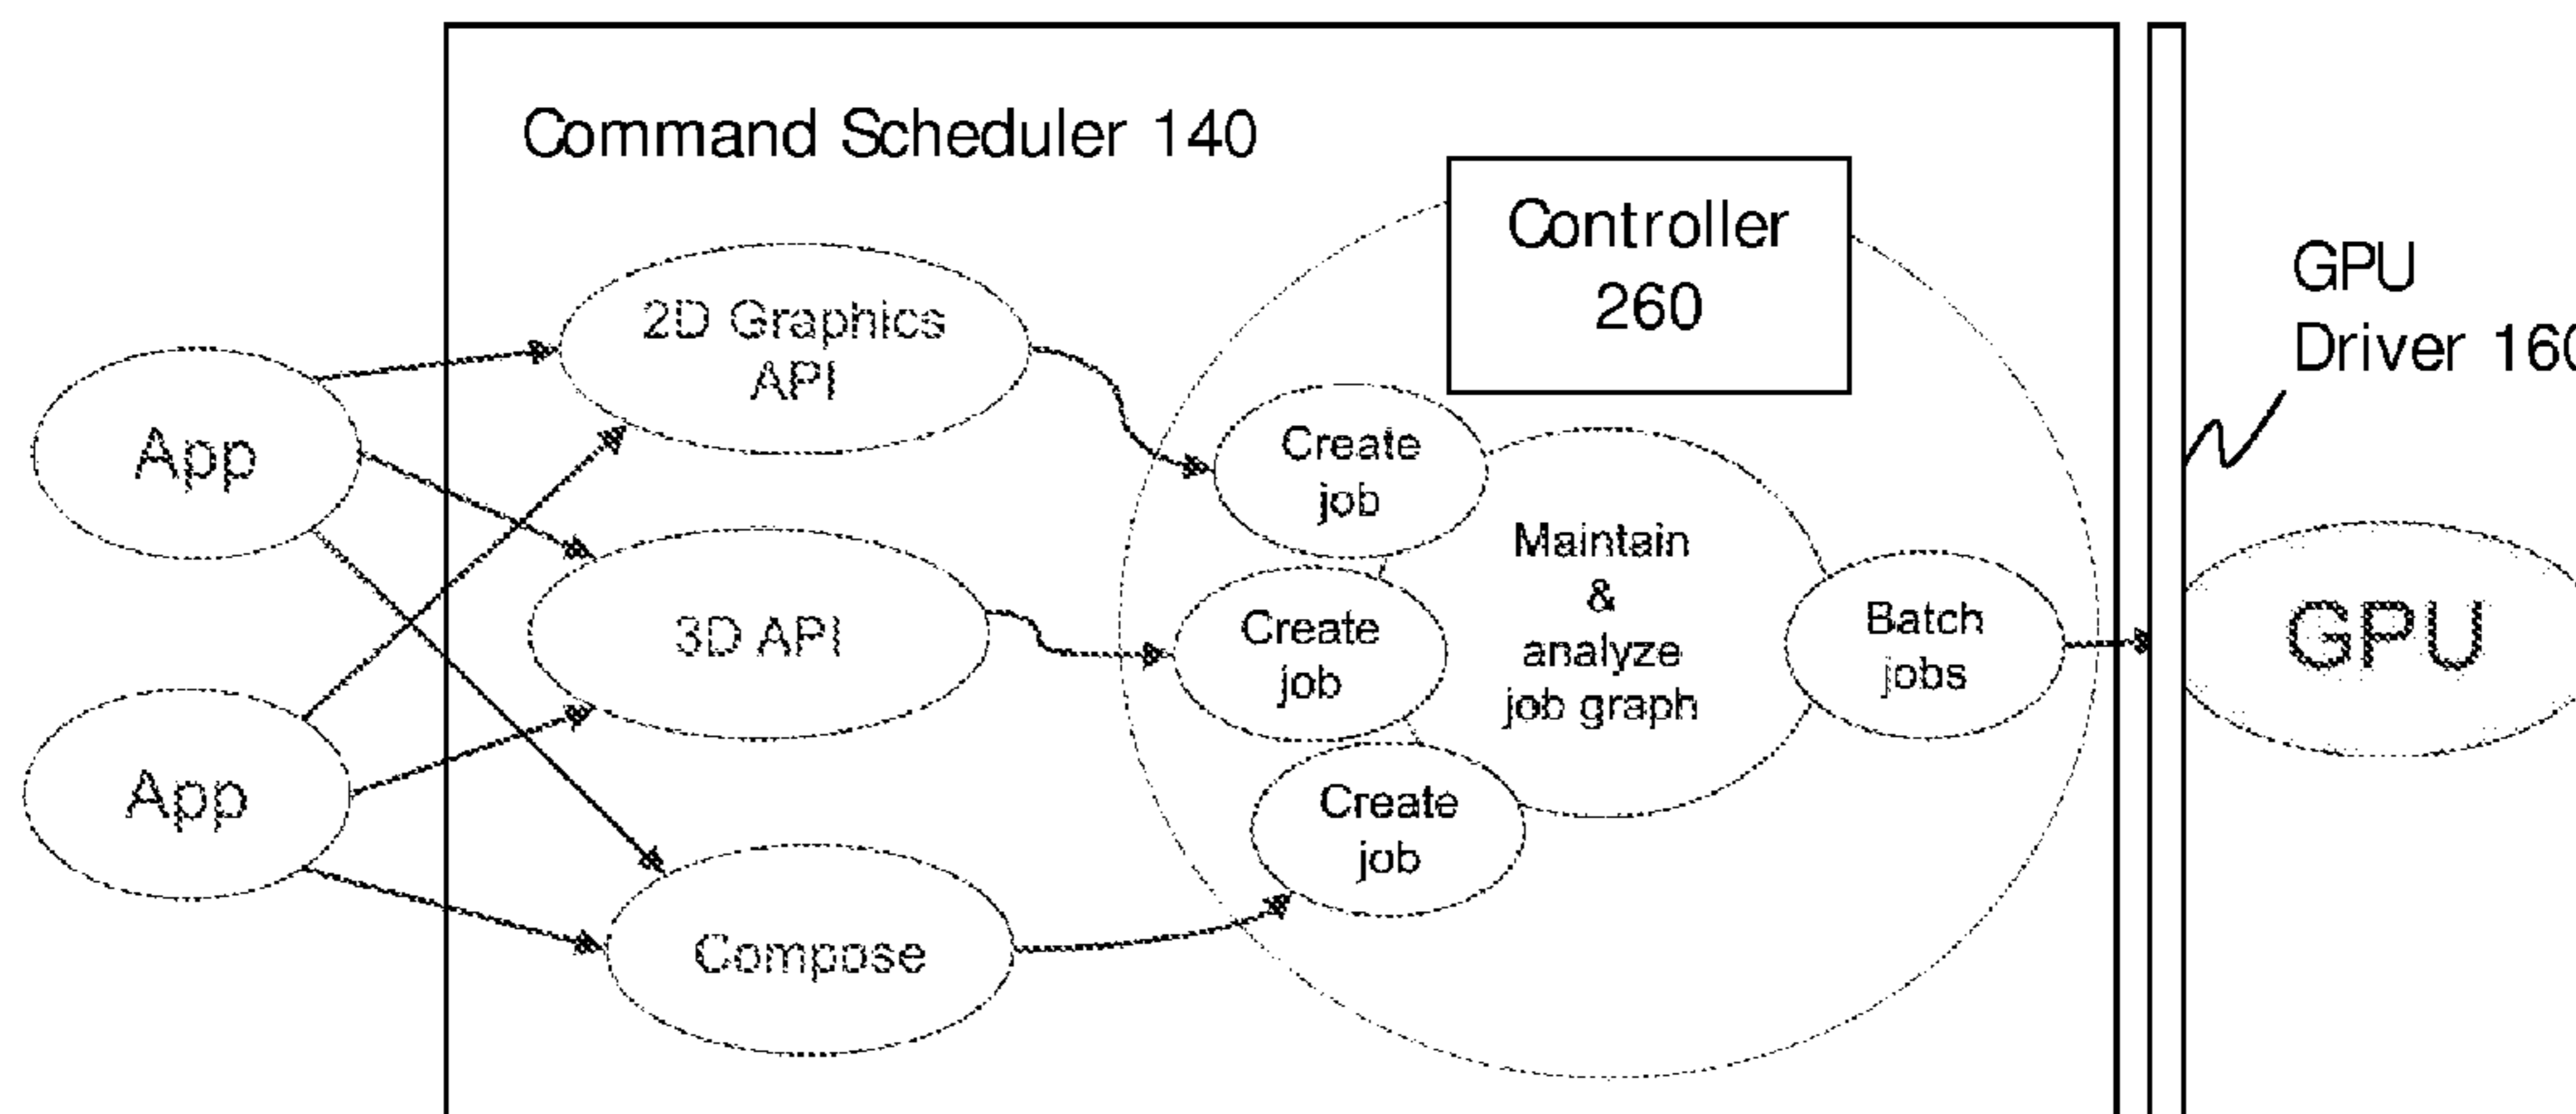 Command Scheduler 140
Controller
260
GPU
Driver 160
2D Graphics
API
App
3D API
App
Compose
Create
job
Create
job
Create
job
Maintain
&
analyze
job graph
Batch
jobs
GPU